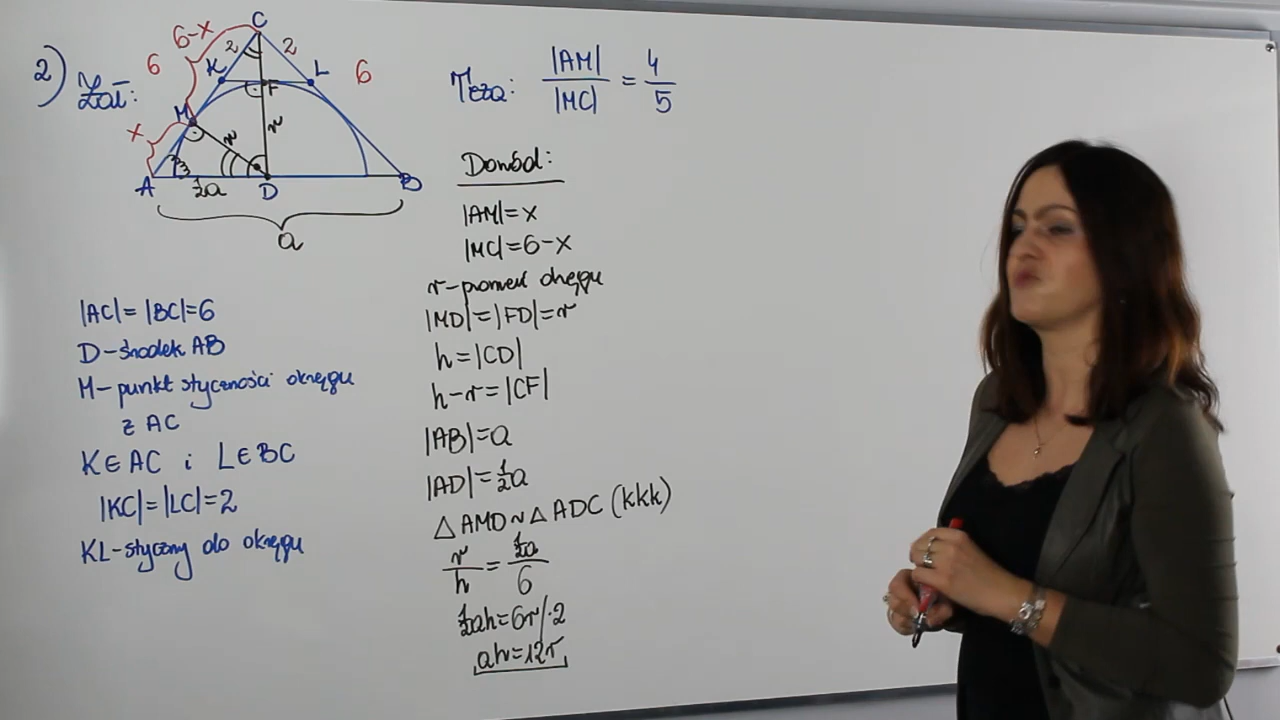 2) Zał:
C
6-x
2
2
6
K
L
6
F
M
x
r
r
A
½a
D
B
a
|AC|=|BC|=6
D-środek AB
M-punkt styczności okręgu
z AC
K∈AC i L∈BC
|KC|=|LC|=2
KL-styczny do okręgu
Teza: |AM|/|MC| = 4/5
Dowód:
|AM|=x
|MC|=6-x
r-promień okręgu
|MD|=|FD|=r
h=|CD|
h-r=|CF|
|AB|=a
|AD|=½a
△AMD~△ADC (kkk)
r/h = ½a/6
½ah=6r/·2
ah=12r